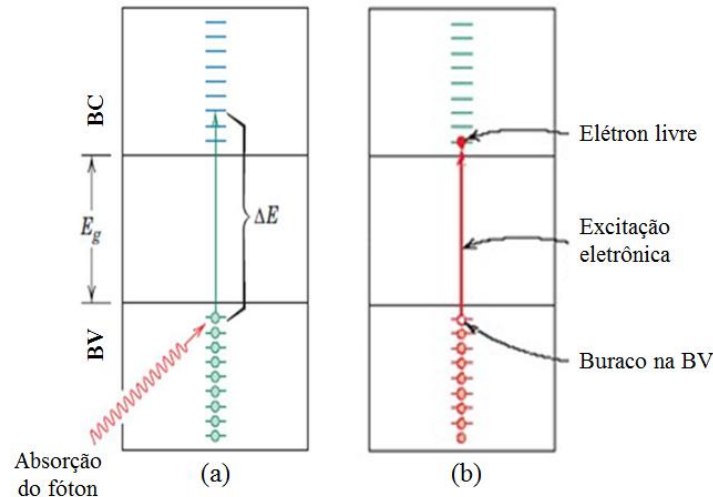 BC
E_g
BV
ΔE
Absorção
do fóton
(a)
Elétron livre
Excitação
eletrônica
Buraco na BV
(b)